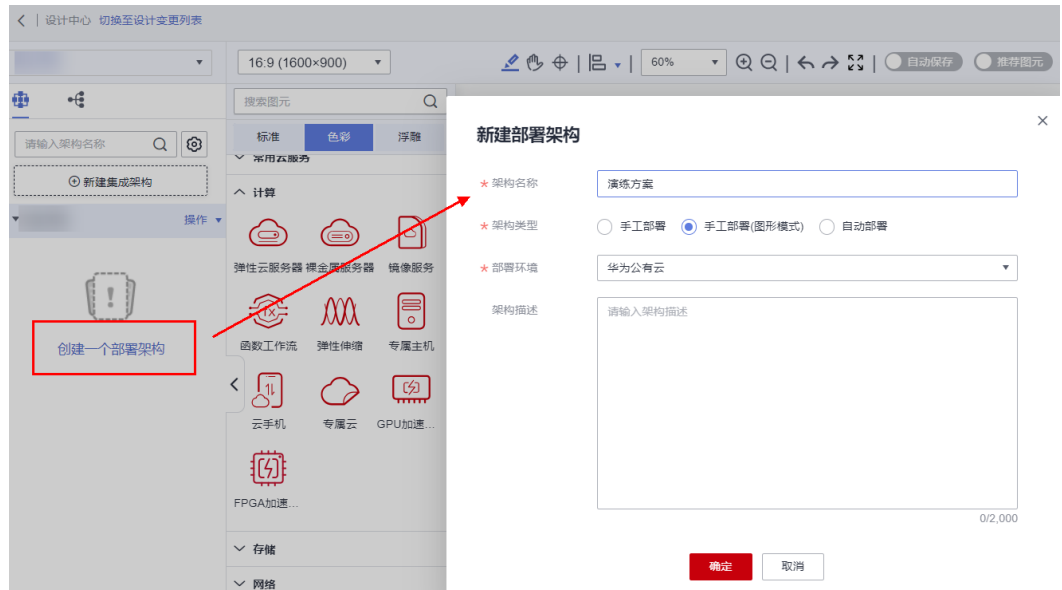 设计中心 切换至设计变更列表
16:9 (1600×900)
60%
自动保存
推荐图元
请输入架构名称
新建集成架构
操作
创建一个部署架构
搜索图元
标准 色彩 浮雕
常用云服务
计算
弹性云服务器 裸金属服务器 镜像服务
函数工作流 弹性伸缩 专属主机
云手机 专属云 GPU加速...
FPGA加速...
存储
网络
新建部署架构
* 架构名称 演练方案
* 架构类型 手工部署 手工部署(图形模式) 自动部署
* 部署环境 华为公有云
架构描述 请输入架构描述
0/2,000
确定 取消